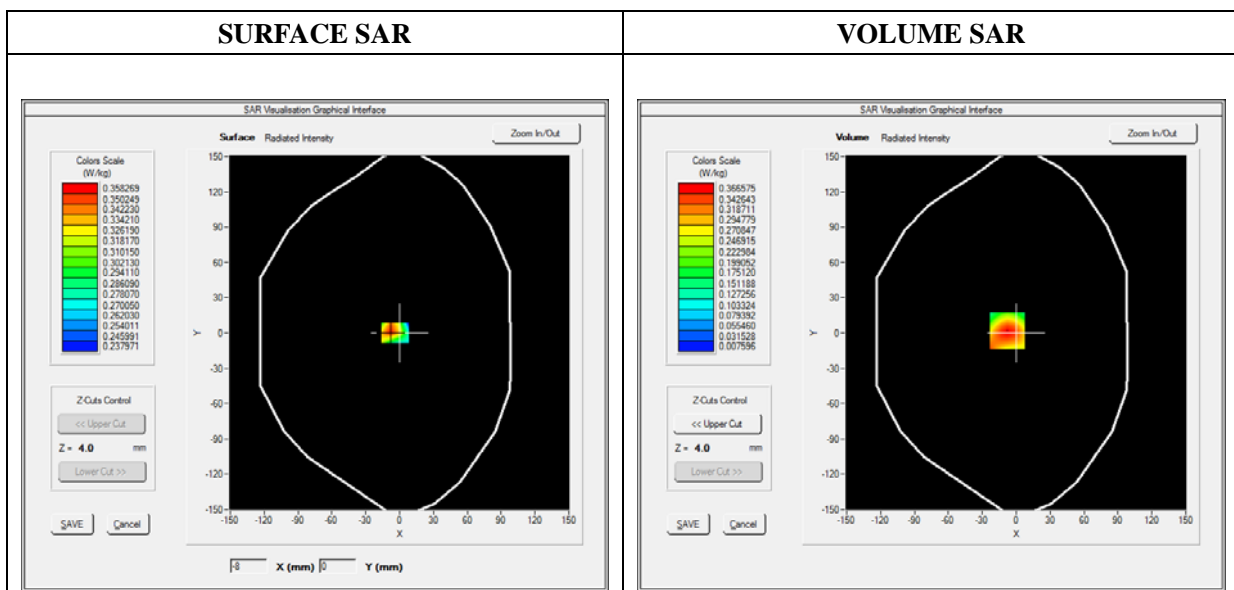 SURFACE SAR
VOLUME SAR
SAR Visualisation Graphical Interface
Surface Radiated Intensity
Zoom In/Out
Colors Scale
(W/kg)
0.358269
0.350249
0.342230
0.334210
0.326190
0.318170
0.310150
0.302130
0.294110
0.286090
0.278070
0.270050
0.262030
0.254011
0.245991
0.237971
Z-Cuts Control
<< Upper Cut
Z = 4.0 mm
Lower Cut >>
SAVE Cancel
150
120
90
60
30
0
-30
-60
-90
-120
-150
Y
-150 -120 -90 -60 -30 0 30 60 90 120 150
X
-8 X (mm) 0 Y (mm)
SAR Visualisation Graphical Interface
Volume Radiated Intensity
Zoom In/Out
Colors Scale
(W/kg)
0.366575
0.342643
0.318711
0.294779
0.270847
0.246915
0.222984
0.199052
0.175120
0.151188
0.127256
0.103324
0.079392
0.055460
0.031528
0.007596
Z-Cuts Control
<< Upper Cut
Z = 4.0 mm
Lower Cut >>
SAVE Cancel
150
120
90
60
30
0
-30
-60
-90
-120
-150
Y
-150 -120 -90 -60 -30 0 30 60 90 120 150
X